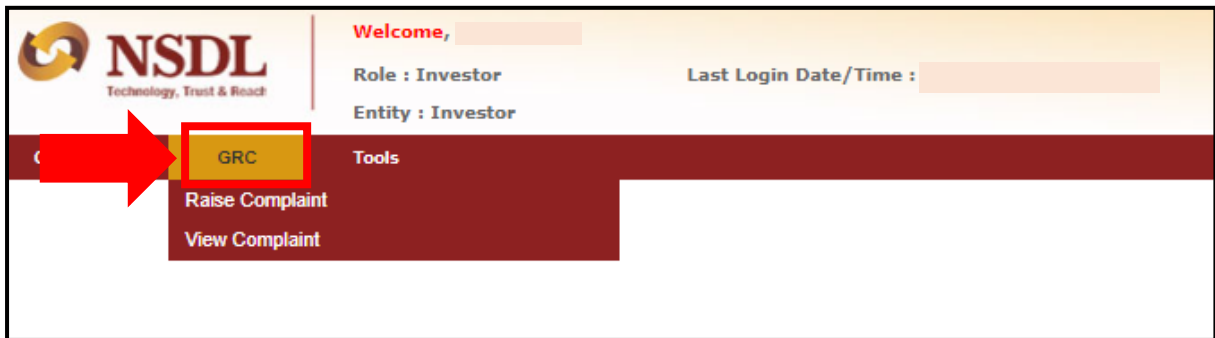 NSDL
Technology, Trust & Reach
Welcome,
Role : Investor
Last Login Date/Time :
Entity : Investor
GRC
Tools
Raise Complaint
View Complaint